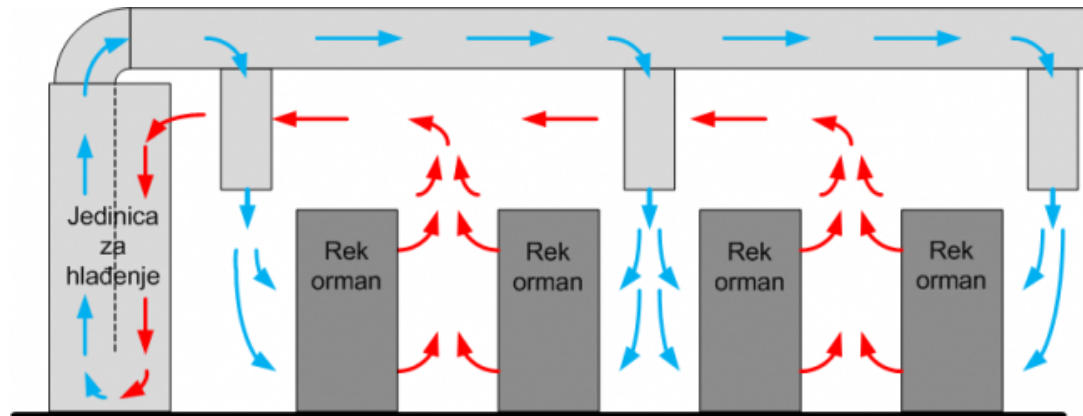 Jedinica
za
hlađenje
Rek
orman
Rek
orman
Rek
orman
Rek
orman